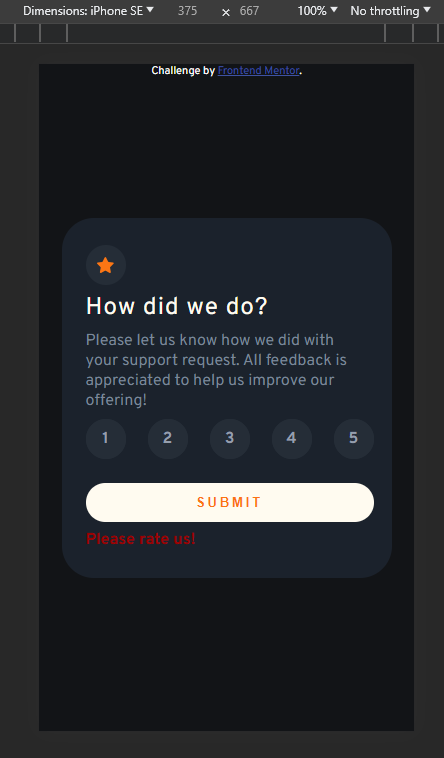 Dimensions: iPhone SE 375 × 667 100% No throttling
Challenge by Frontend Mentor.
How did we do?
Please let us know how we did with
your support request. All feedback is
appreciated to help us improve our
offering!
1 2 3 4 5
SUBMIT
Please rate us!